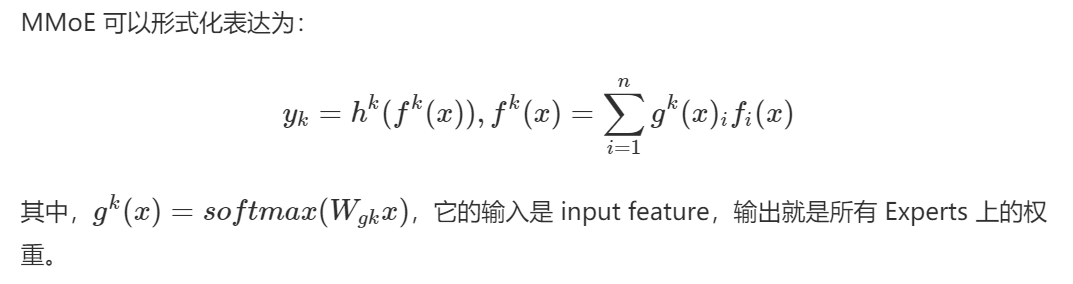 MMoE 可以形式化表达为：
$$y_k = h^k(f^k(x)), f^k(x) = \sum_{i=1}^{n} g^k(x)_i f_i(x)$$
其中，$g^k(x) = softmax(W_{gk}x)$，它的输入是 input feature，输出就是所有 Experts 上的权
重。